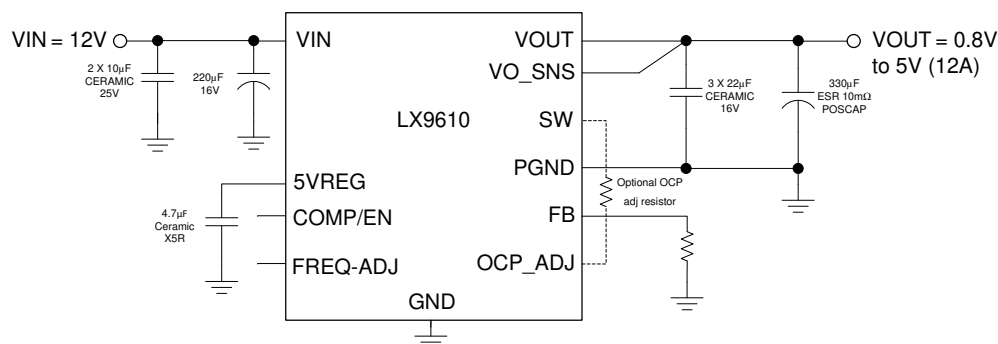 VIN = 12V
2 X 10µF
CERAMIC
25V
220µF
16V
VIN
VOUT
VO_SNS
LX9610
SW
PGND
5VREG
FB
COMP/EN
FREQ-ADJ
OCP_ADJ
GND
4.7µF
Ceramic
X5R
Optional OCP
adj resistor
3 X 22µF
CERAMIC
16V
330µF
ESR 10mΩ
POSCAP
VOUT = 0.8V
to 5V (12A)